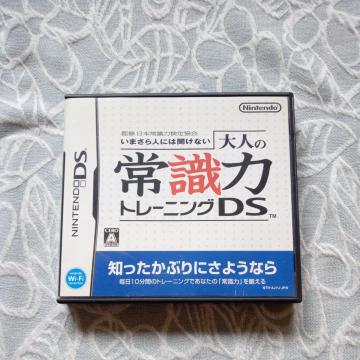 Nintendo
監修 日本常識力検定協会
いまさら人には聞けない
大人の
常識力
トレーニングDS
TM
NINTENDO DS
CERO
A
Wi-Fi
知ったかぶりにさようなら
毎日10分間のトレーニングであなたの「常識力」を鍛える